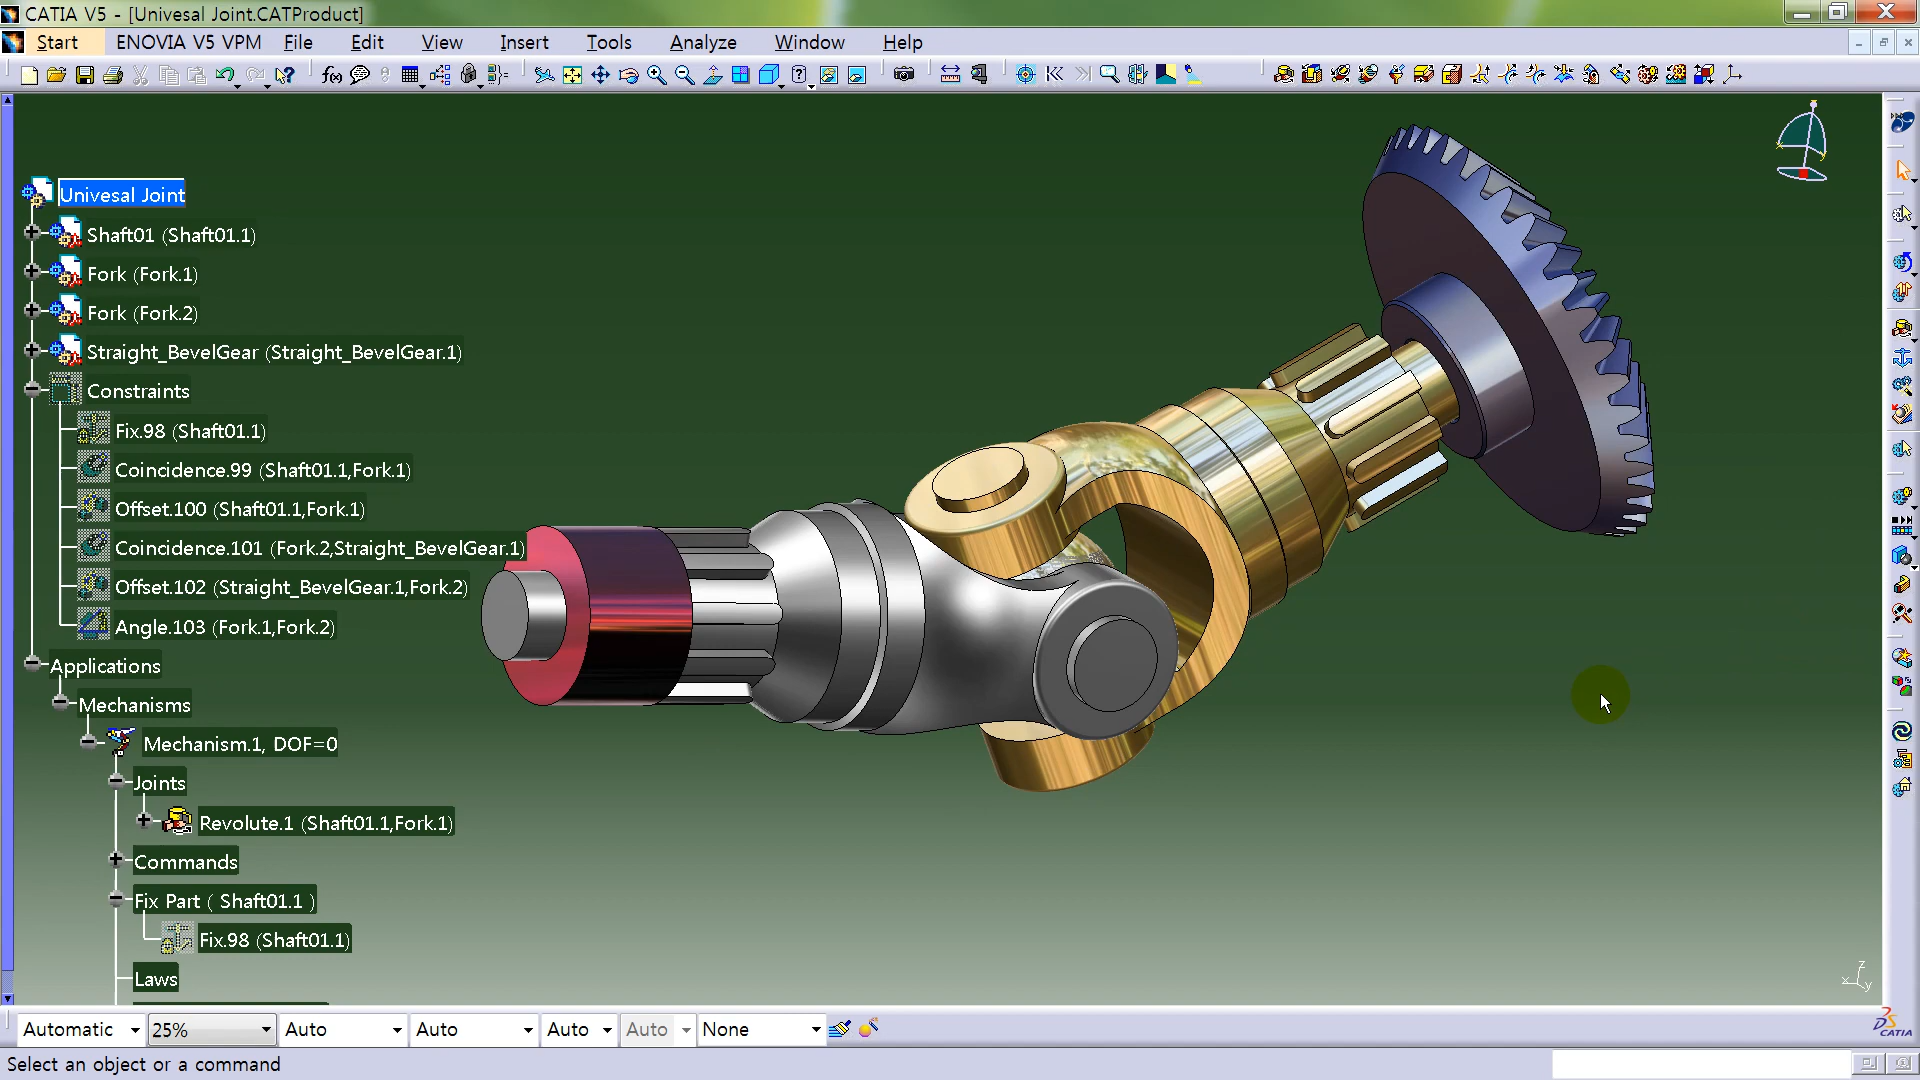 CATIA V5 - [Univesal Joint.CATProduct]
Start ENOVIA V5 VPM File Edit View Insert Tools Analyze Window Help
Univesal Joint
Shaft01 (Shaft01.1)
Fork (Fork.1)
Fork (Fork.2)
Straight_BevelGear (Straight_BevelGear.1)
Constraints
Fix.98 (Shaft01.1)
Coincidence.99 (Shaft01.1,Fork.1)
Offset.100 (Shaft01.1,Fork.1)
Coincidence.101 (Fork.2,Straight_BevelGear.1)
Offset.102 (Straight_BevelGear.1,Fork.2)
Angle.103 (Fork.1,Fork.2)
Applications
Mechanisms
Mechanism.1, DOF=0
Joints
Revolute.1 (Shaft01.1,Fork.1)
Commands
Fix Part ( Shaft01.1 )
Fix.98 (Shaft01.1)
Laws
z
x
y
Automatic 25% Auto Auto Auto Auto None
CATIA
Select an object or a command